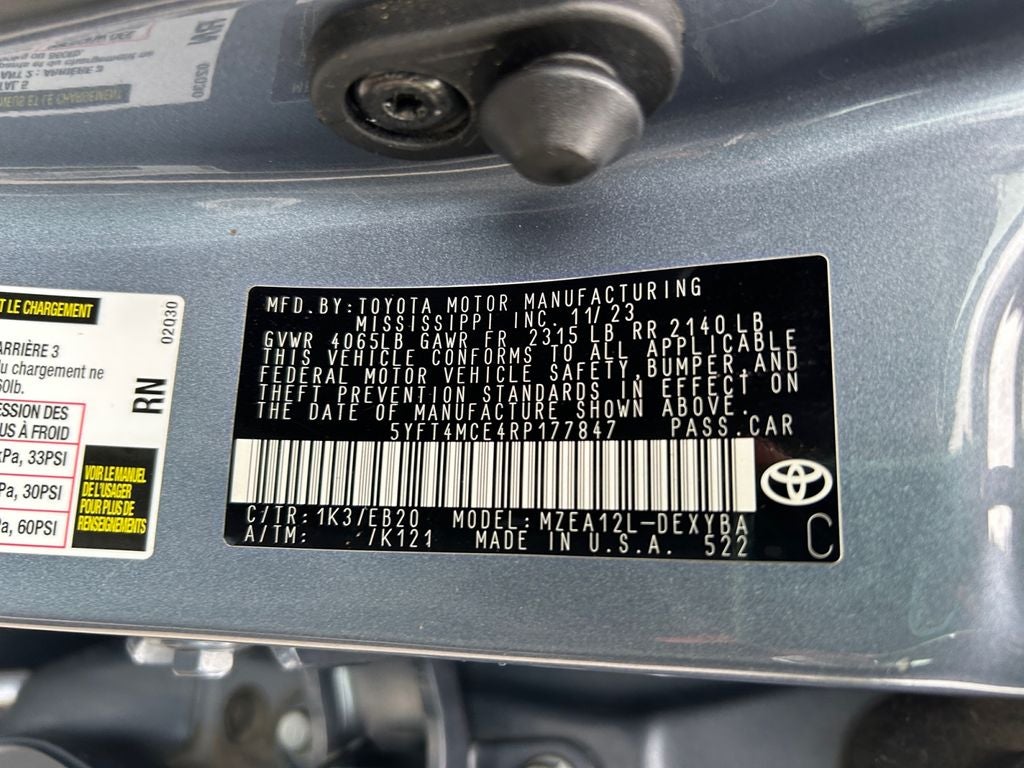 T LE CHARGEMENT
ARRIÈRE 3
du chargement ne
60lb.
ESSION DES
US À FROID
kPa, 33PSI
Pa, 30PSI
a, 60PSI
VOIR LE MANUEL
DE L'USAGER
POUR PLUS DE
RENSEIGNEMENTS
02Q30
RN
MFD. BY: TOYOTA MOTOR MANUFACTURING
MISSISSIPPI INC. 11/23
GVWR 4065LB GAWR FR 2315 LB RR 2140 LB
THIS VEHICLE CONFORMS TO ALL APPLICABLE
FEDERAL MOTOR VEHICLE SAFETY, BUMPER, AND
THEFT PREVENTION STANDARDS IN EFFECT ON
THE DATE OF MANUFACTURE SHOWN ABOVE.
5YFT4MCE4RP177847 PASS. CAR
C/TR: 1K3/EB20 MODEL: MZEA12L-DEXYBA
A/TM: /K121 MADE IN U.S.A. 522
C